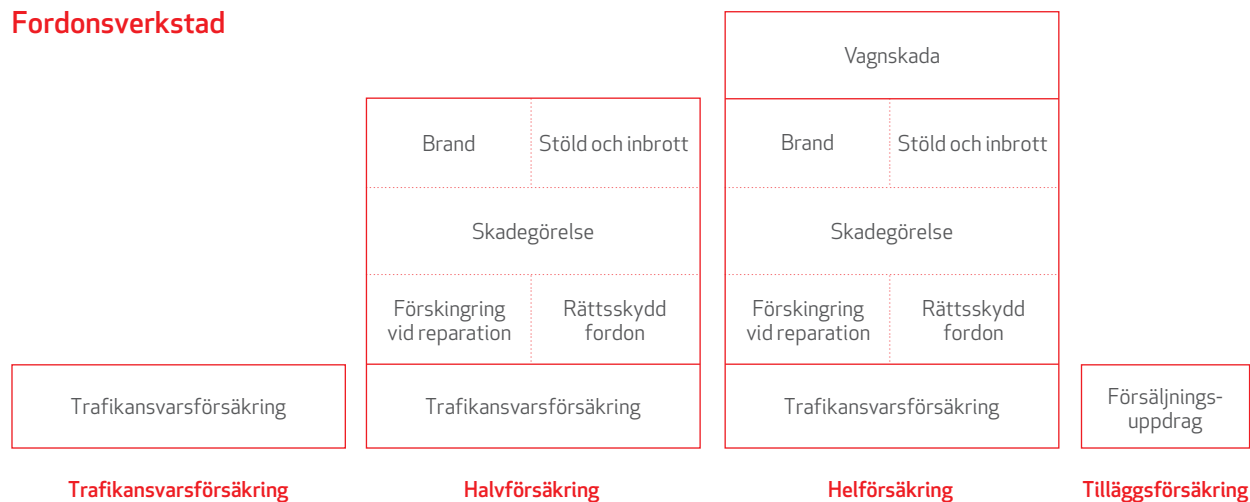 Fordonsverkstad
Vagnskada
Brand
Stöld och inbrott
Brand
Stöld och inbrott
Skadegörelse
Skadegörelse
Förskingring
vid reparation
Rättsskydd
fordon
Förskingring
vid reparation
Rättsskydd
fordon
Trafikansvarsförsäkring
Trafikansvarsförsäkring
Trafikansvarsförsäkring
Försäljnings-
uppdrag
Trafikansvarsförsäkring
Halvförsäkring
Helförsäkring
Tilläggsförsäkring